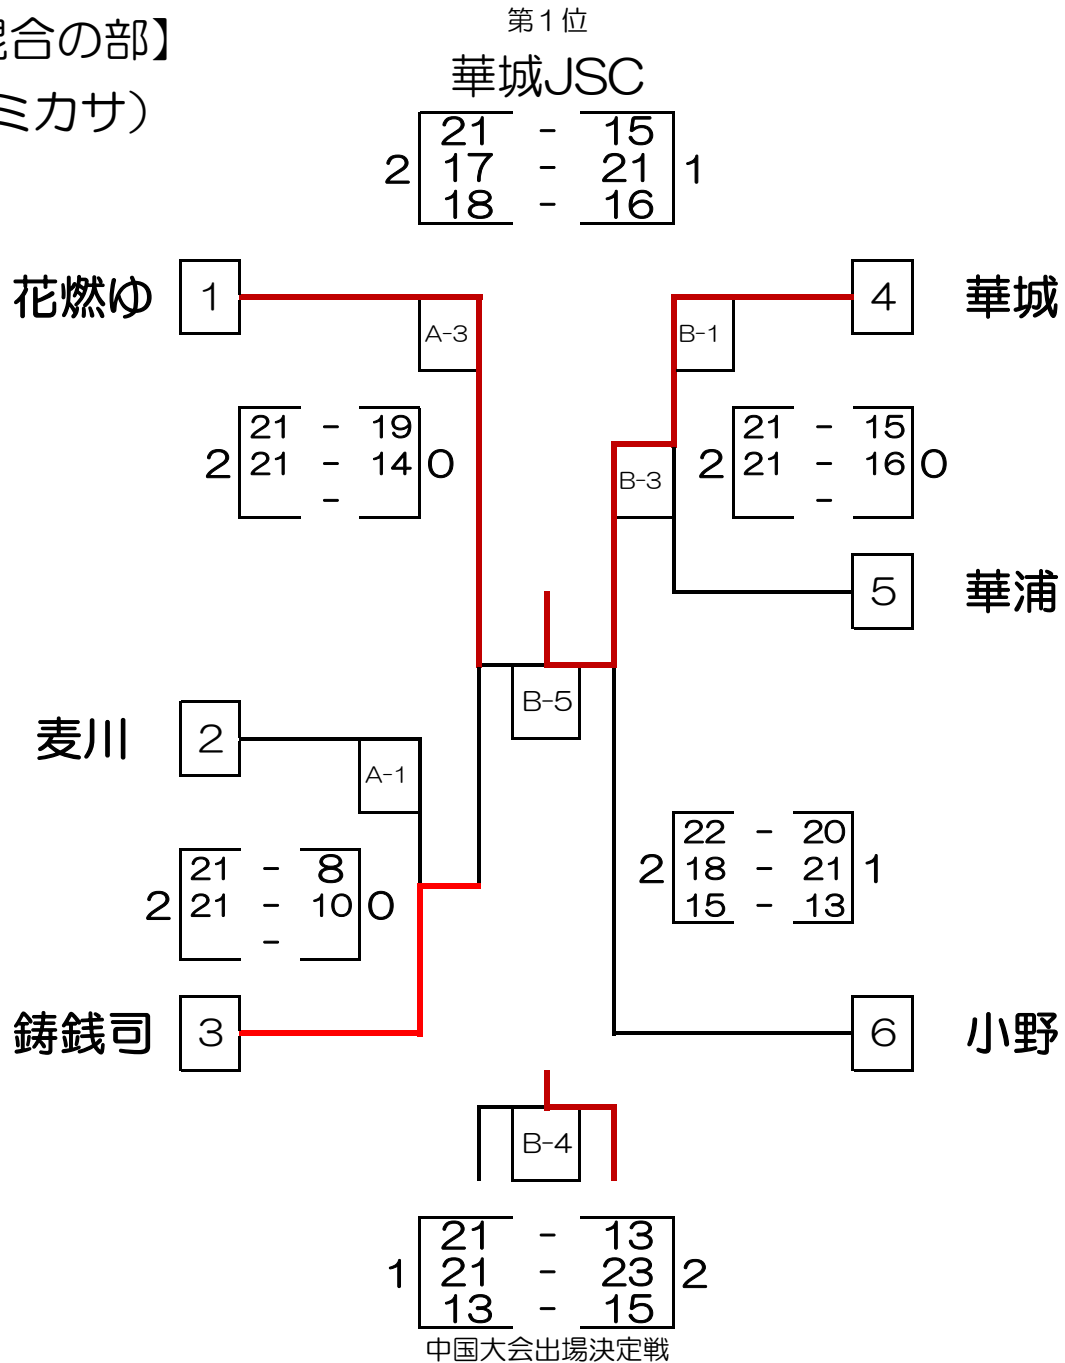 混合の部】
ミカサ）
第1位
華城JSC
2 21 - 15 1
17 - 21
18 - 16
花燃ゆ 1
4 華城
A-3
B-1
2 21 - 19 0
21 - 14
-
2 21 - 15 0
21 - 16
-
B-3
5 華浦
B-5
麦川 2
A-1
2 21 - 8 0
21 - 10
-
2 22 - 20 1
18 - 21
15 - 13
鋳銭司 3
6 小野
B-4
1 21 - 13 2
21 - 23
13 - 15
中国大会出場決定戦